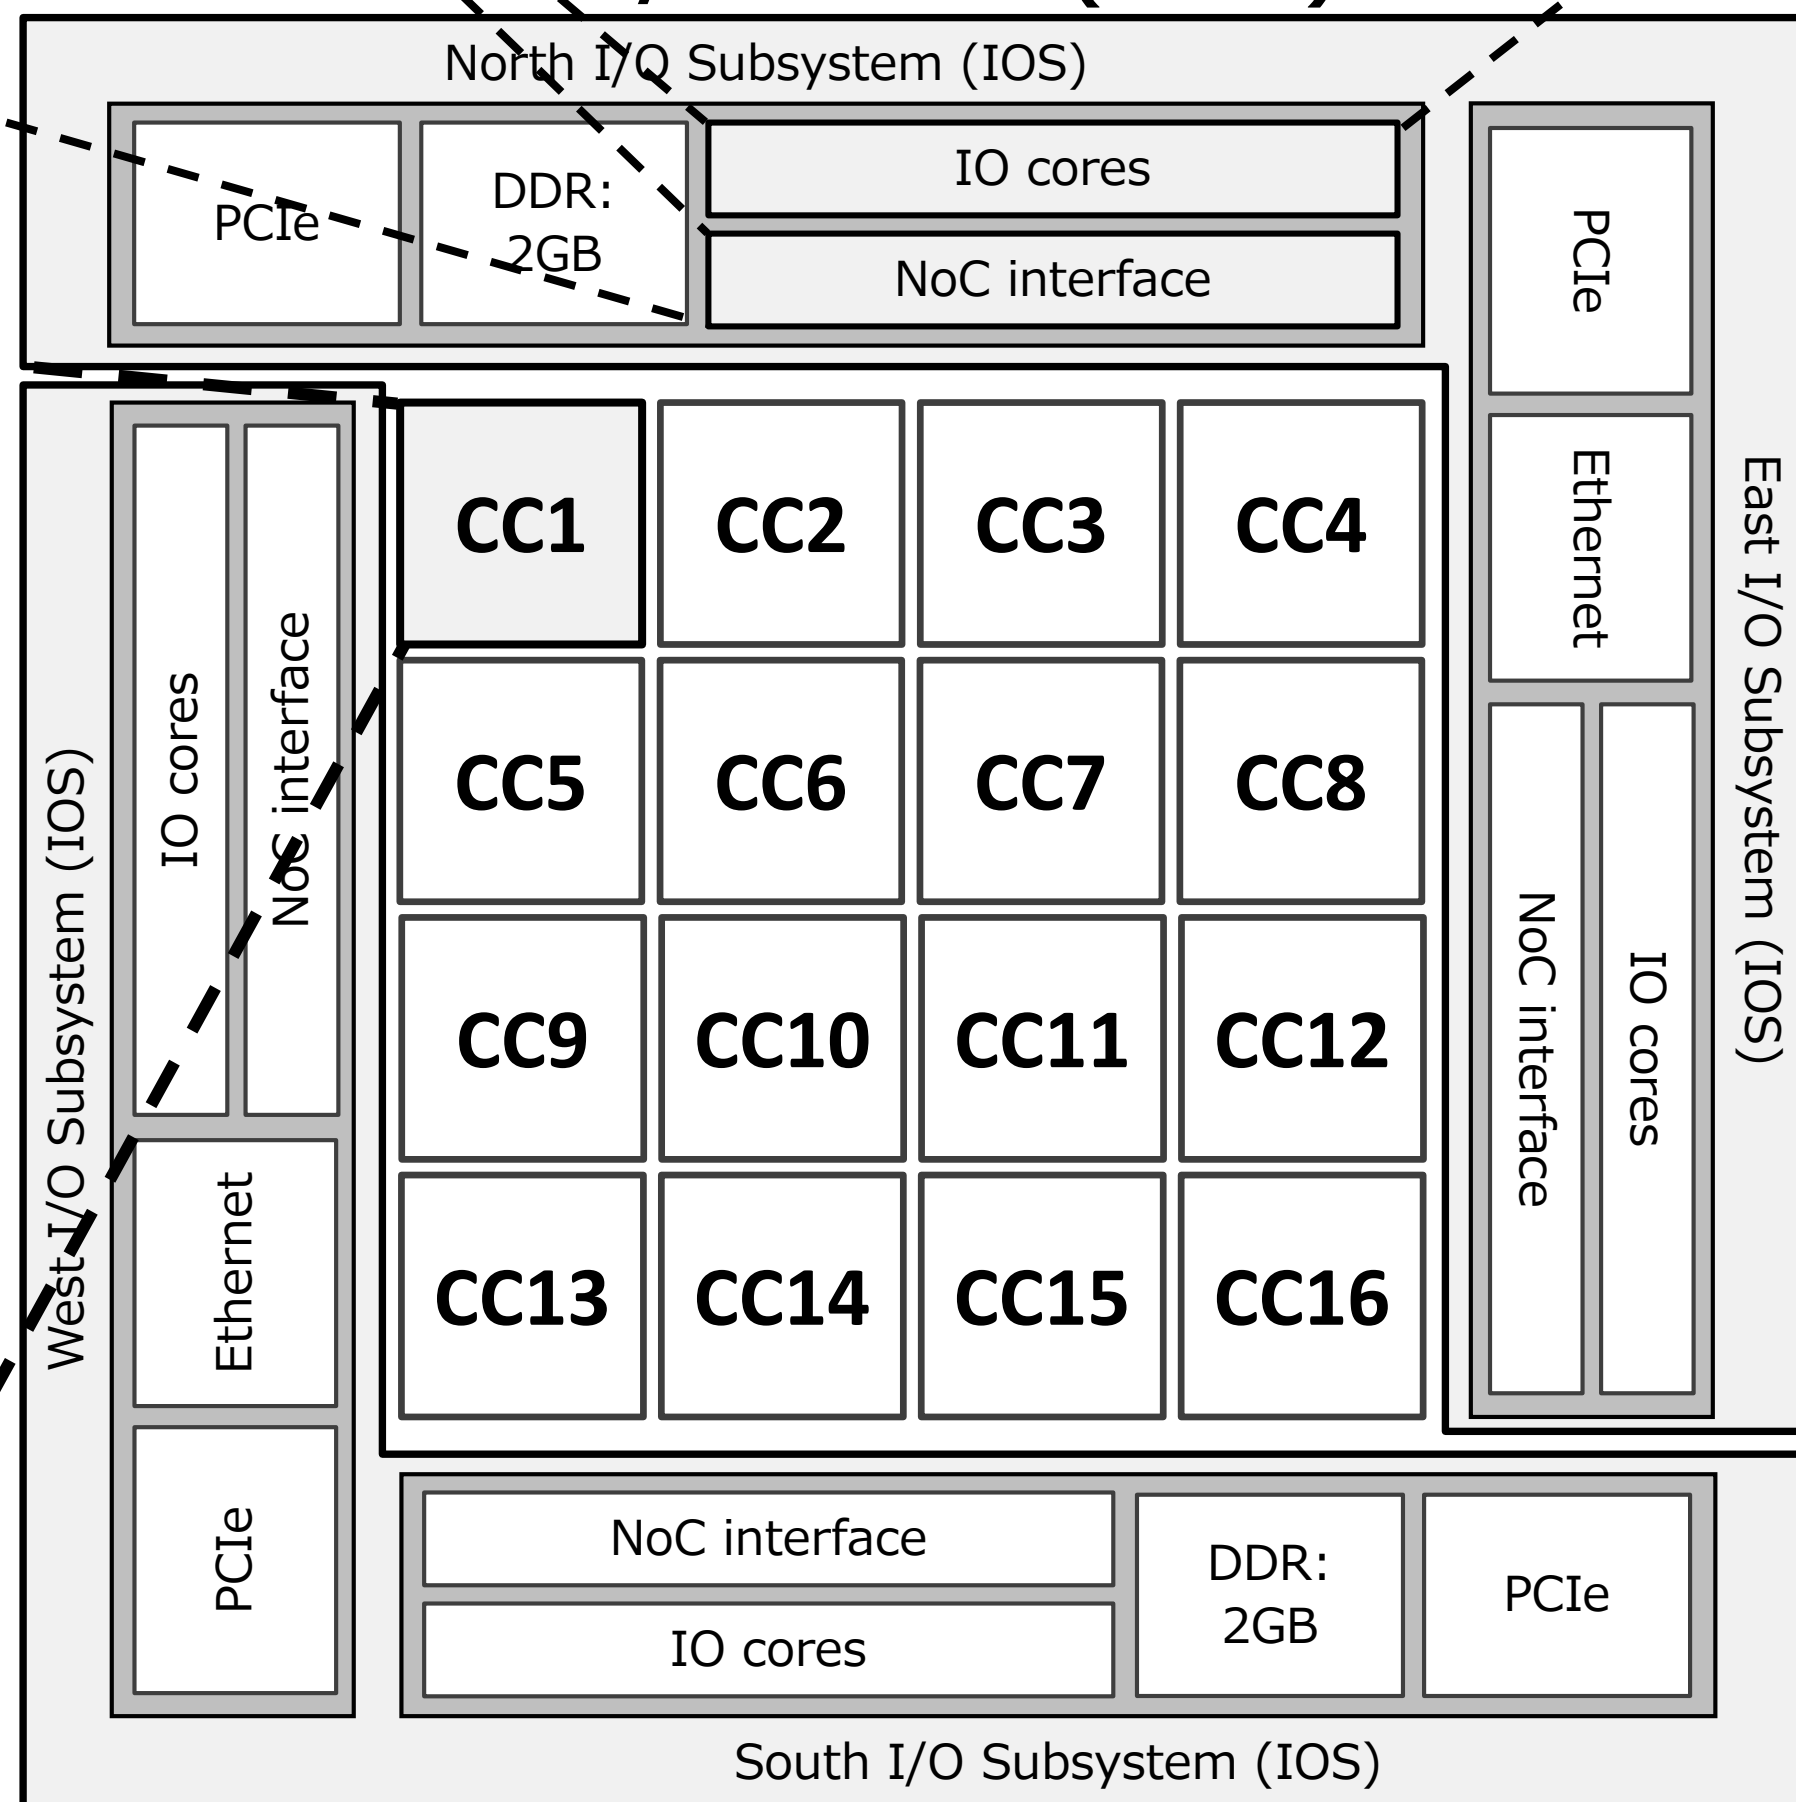 North I/O Subsystem (IOS)
PCIe
DDR:
2GB
IO cores
NoC interface
PCIe
Ethernet
NoC interface
IO cores
East I/O Subsystem (IOS)
West I/O Subsystem (IOS)
IO cores
NoC interface
Ethernet
PCIe
CC1 CC2 CC3 CC4
CC5 CC6 CC7 CC8
CC9 CC10 CC11 CC12
CC13 CC14 CC15 CC16
NoC interface
IO cores
DDR:
2GB
PCIe
South I/O Subsystem (IOS)